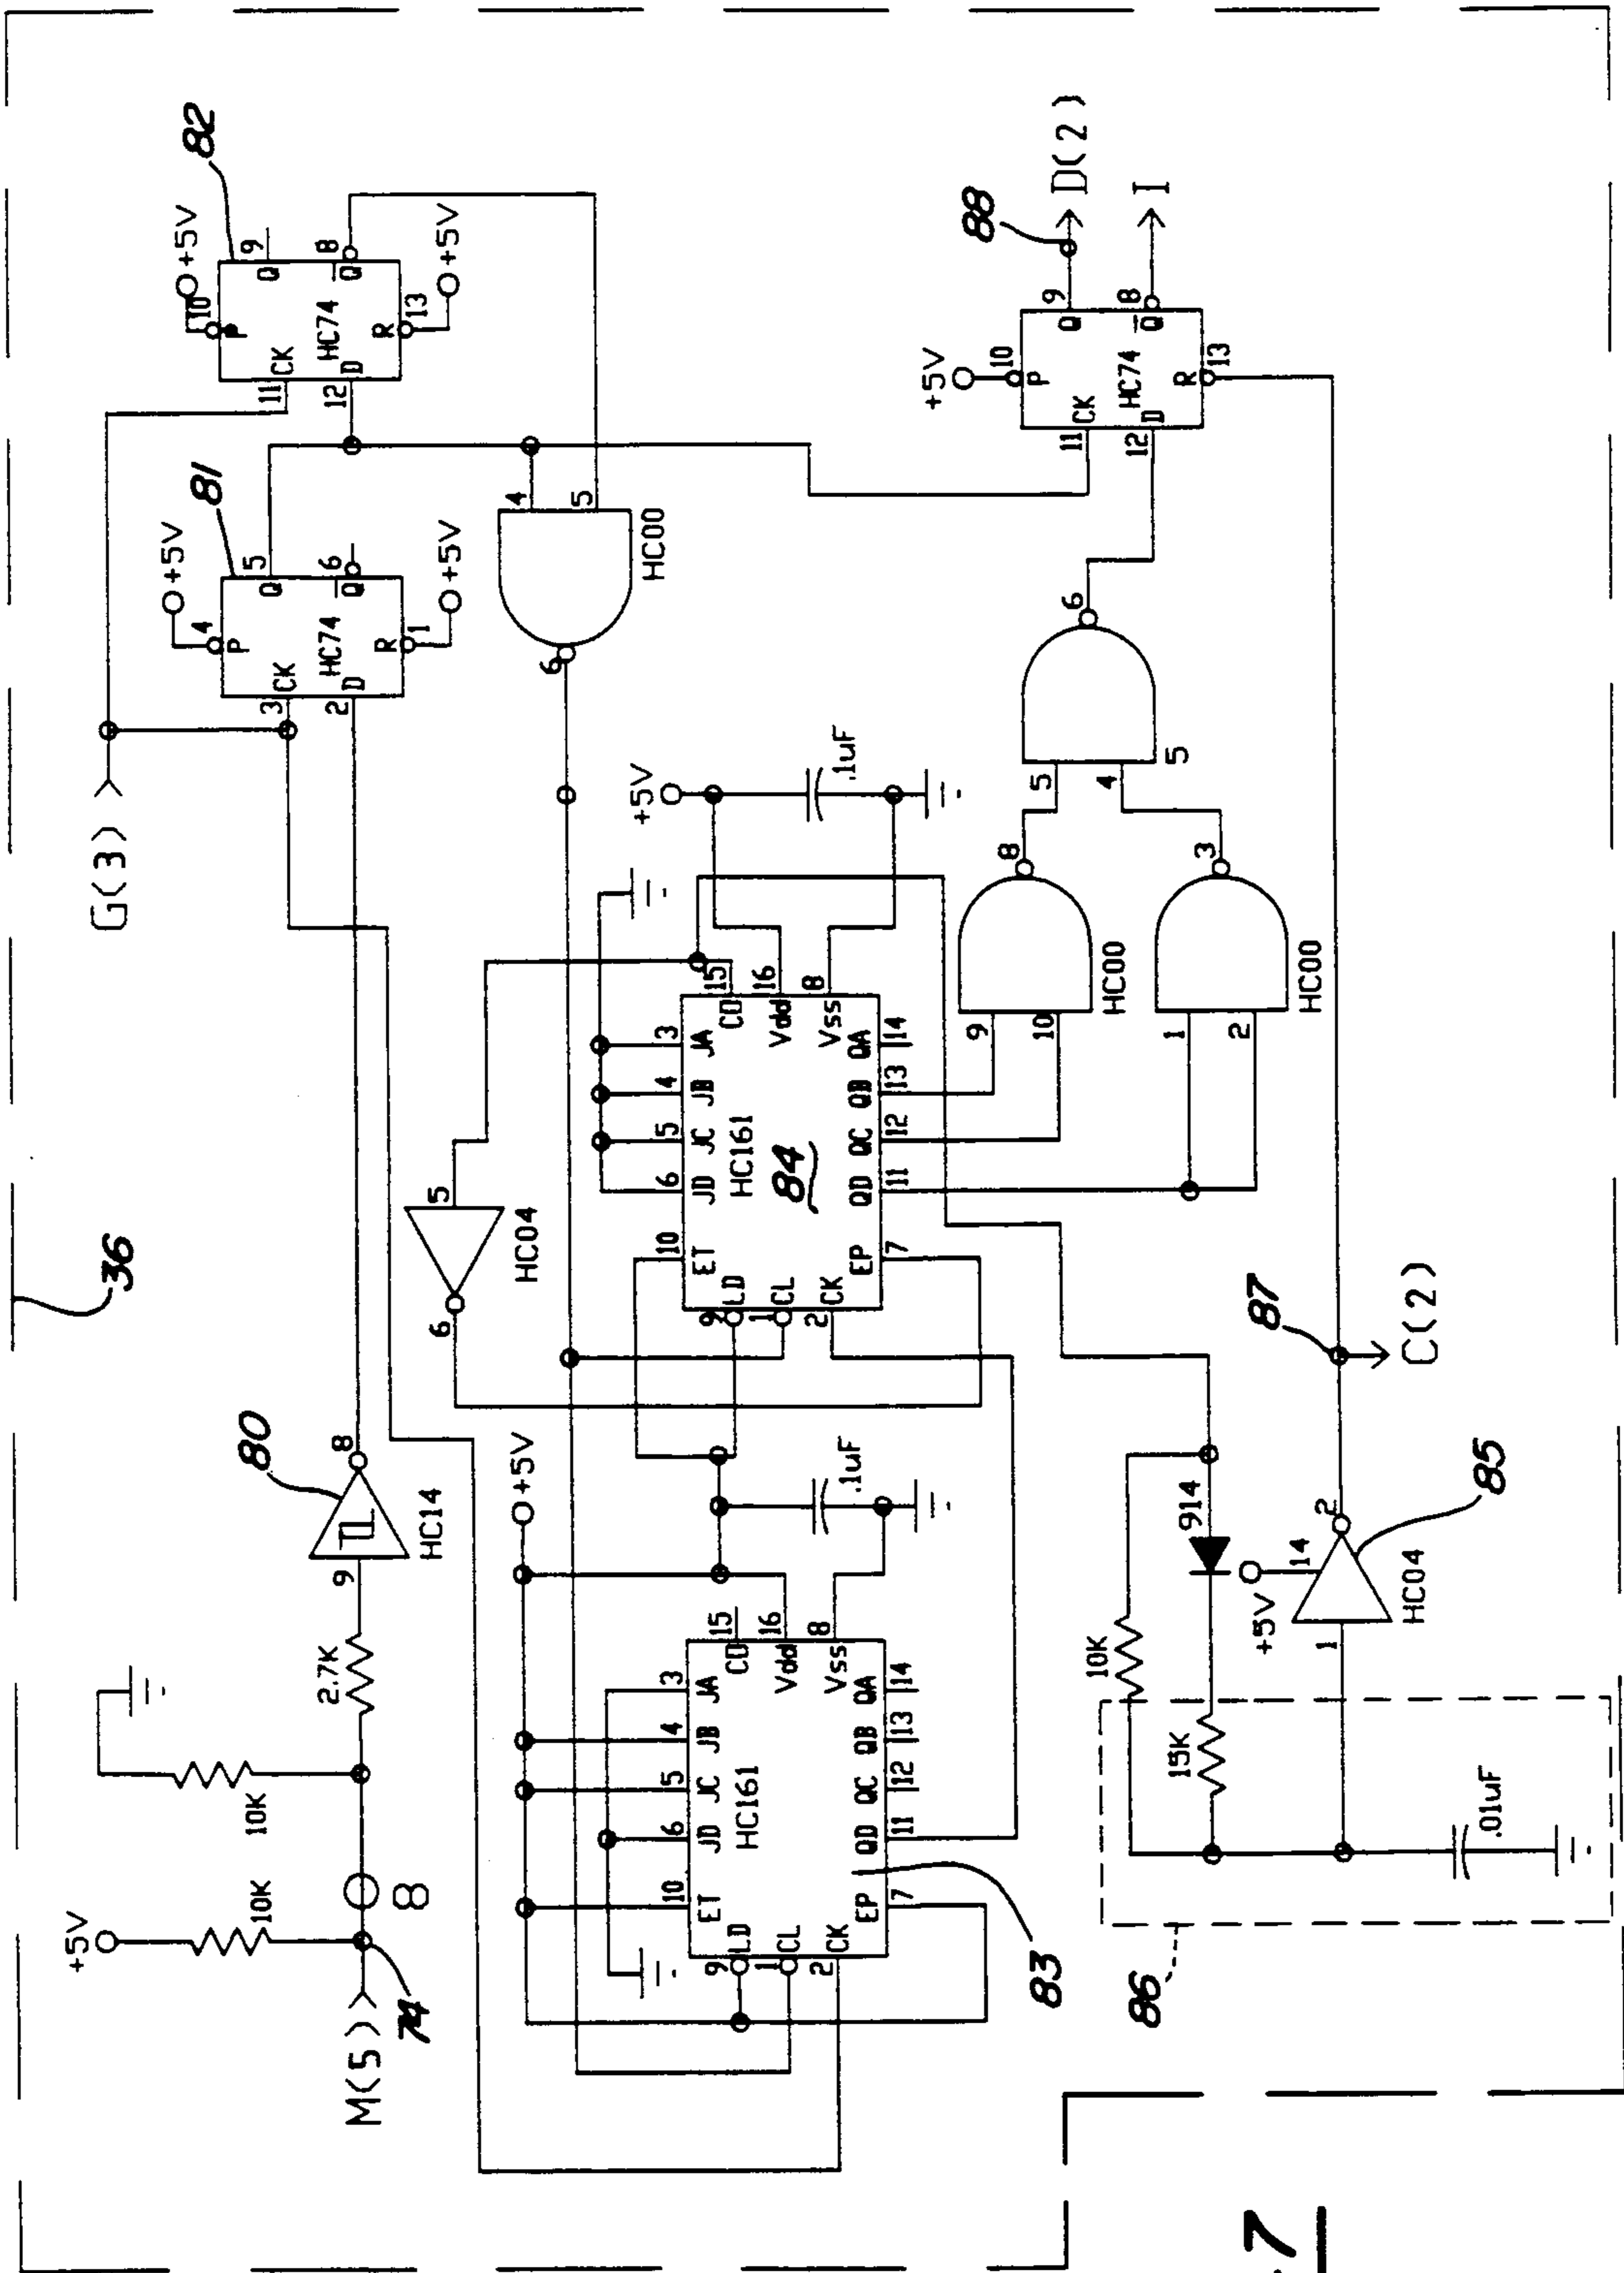 36
M(5)
74
+5V
10K
8
10K
2.7K
9
8
HC14
80
G(3)
+5V
4
P
3
CK
HC74
2
D
Q
5
Q
6
R
1
+5V
81
+5V
10
P
11
CK
HC74
12
D
Q
9
Q
8
R
13
+5V
82
4
5
6
HC00
5
6
HC04
+5V
10
6
5
4
3
ET
JD
JC
JB
JA
9
LD
1
CL
2
CK
HC161
CD
15
Vdd
16
Vss
8
EP
QD
QC
QB
QA
7
11
12
13
14
83
.1uF
10
6
5
4
3
ET
JD
JC
JB
JA
9
LD
1
CL
2
CK
HC161
84
CD
15
Vdd
16
Vss
8
EP
QD
QC
QB
QA
7
11
12
13
14
+5V
.1uF
9
10
8
HC00
1
2
3
HC00
5
4
6
5
+5V
10
P
11
CK
HC74
12
D
Q
9
Q
8
R
13
88
D(2)
I
86
10K
15K
914
.01uF
+5V
14
1
2
HC04
85
87
C(2)
7